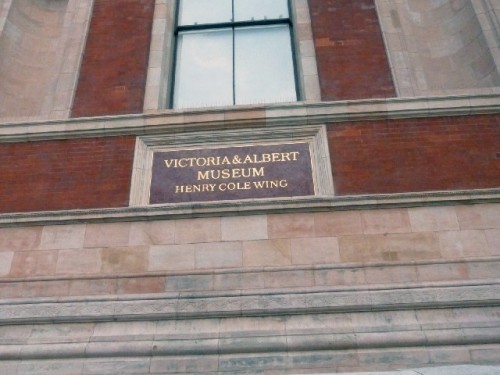 VICTORIA & ALBERT
MUSEUM
HENRY COLE WING